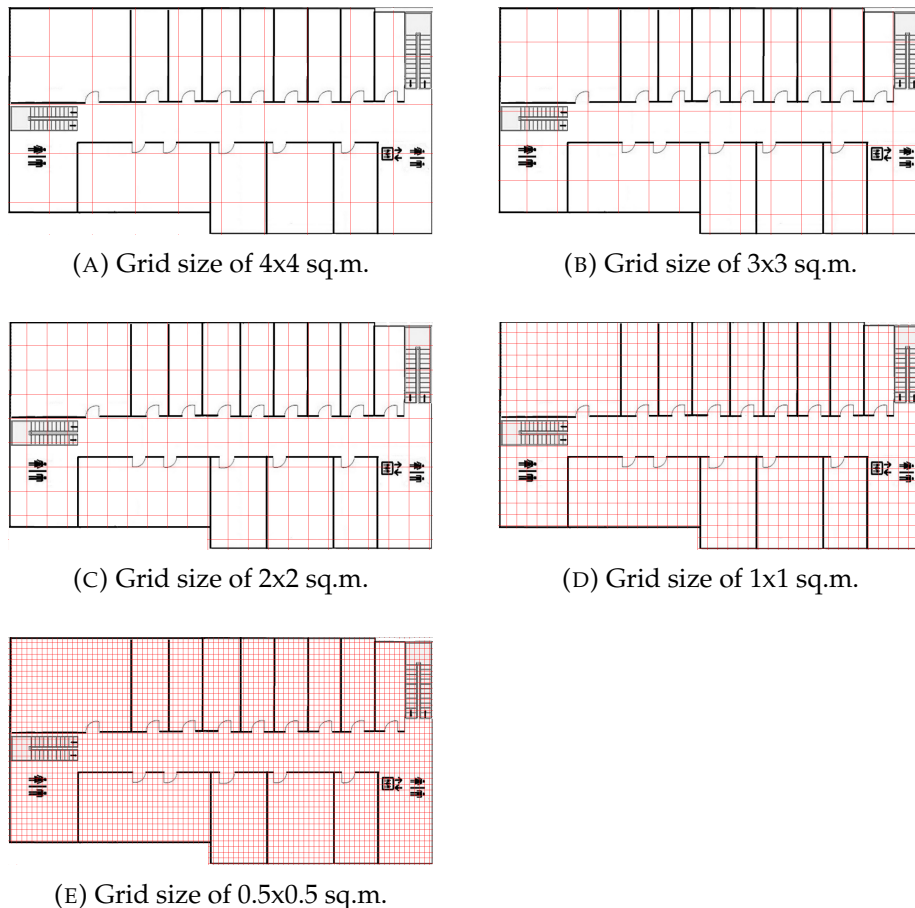 (A) Grid size of 4x4 sq.m.
(B) Grid size of 3x3 sq.m.
(C) Grid size of 2x2 sq.m.
(D) Grid size of 1x1 sq.m.
(E) Grid size of 0.5x0.5 sq.m.